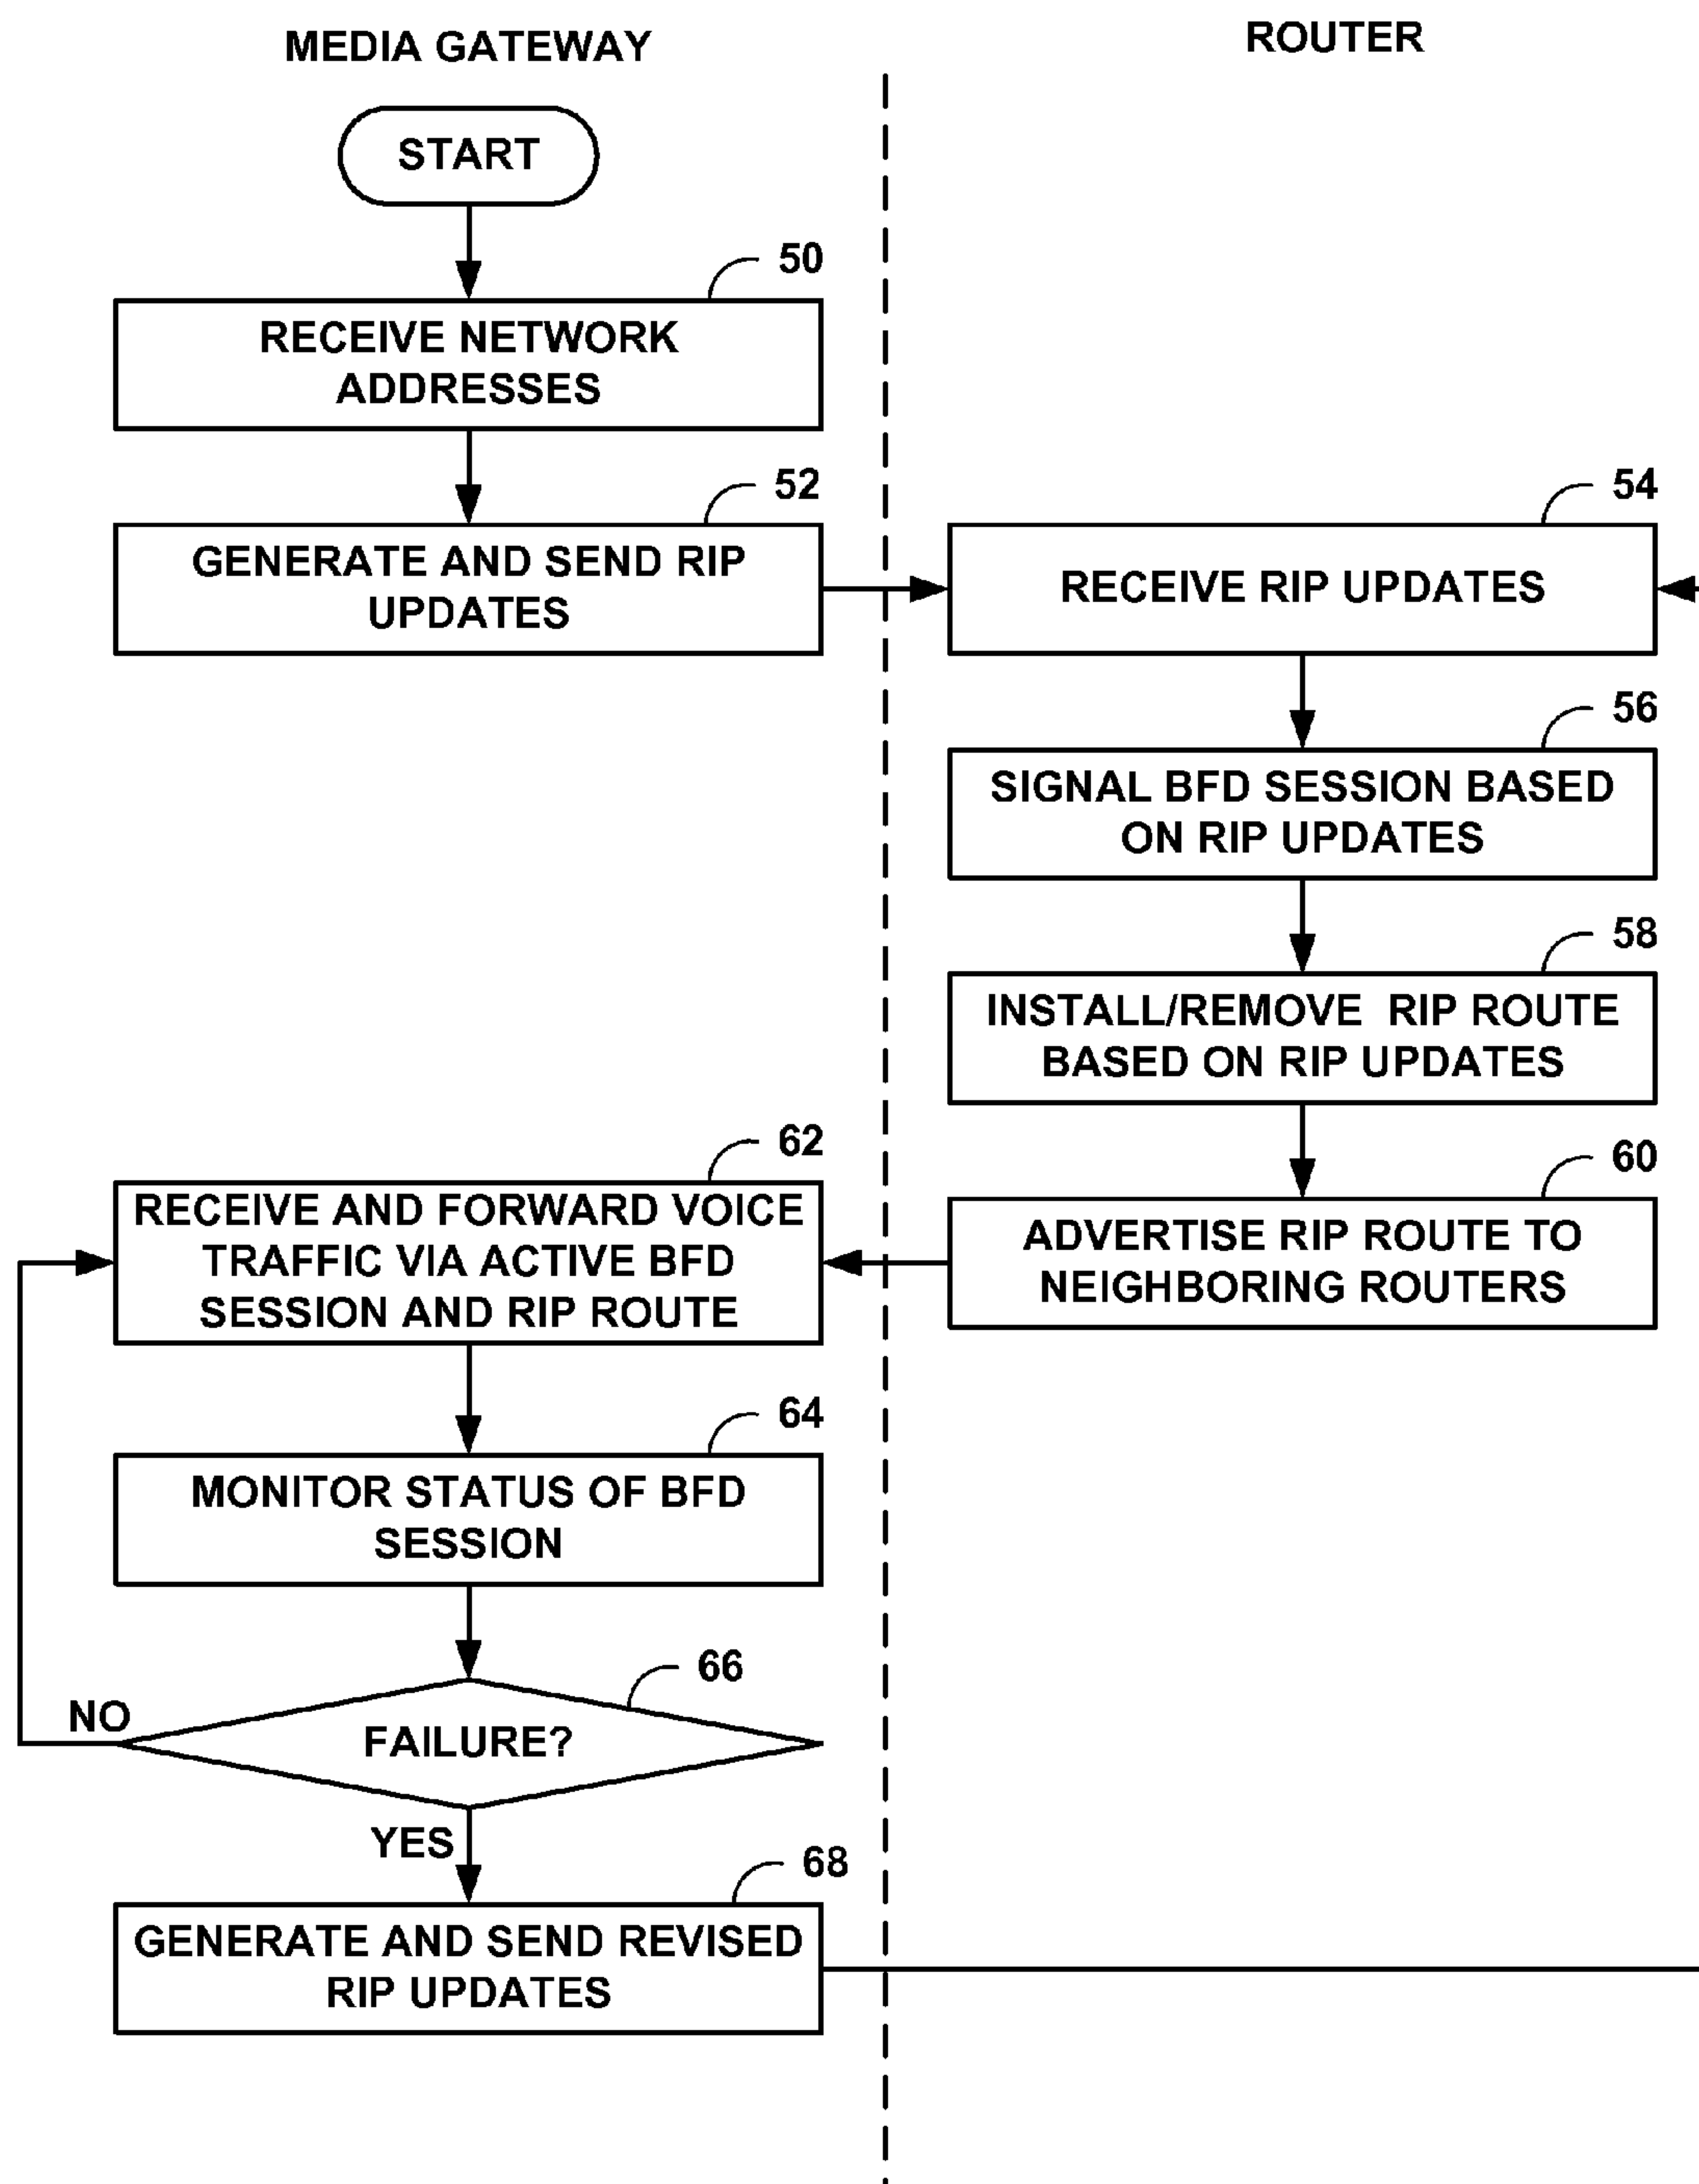 MEDIA GATEWAY
ROUTER
START
50
RECEIVE NETWORK
ADDRESSES
52
GENERATE AND SEND RIP
UPDATES
54
RECEIVE RIP UPDATES
56
SIGNAL BFD SESSION BASED
ON RIP UPDATES
58
INSTALL/REMOVE RIP ROUTE
BASED ON RIP UPDATES
60
ADVERTISE RIP ROUTE TO
NEIGHBORING ROUTERS
62
RECEIVE AND FORWARD VOICE
TRAFFIC VIA ACTIVE BFD
SESSION AND RIP ROUTE
64
MONITOR STATUS OF BFD
SESSION
66
FAILURE?
NO
YES
68
GENERATE AND SEND REVISED
RIP UPDATES